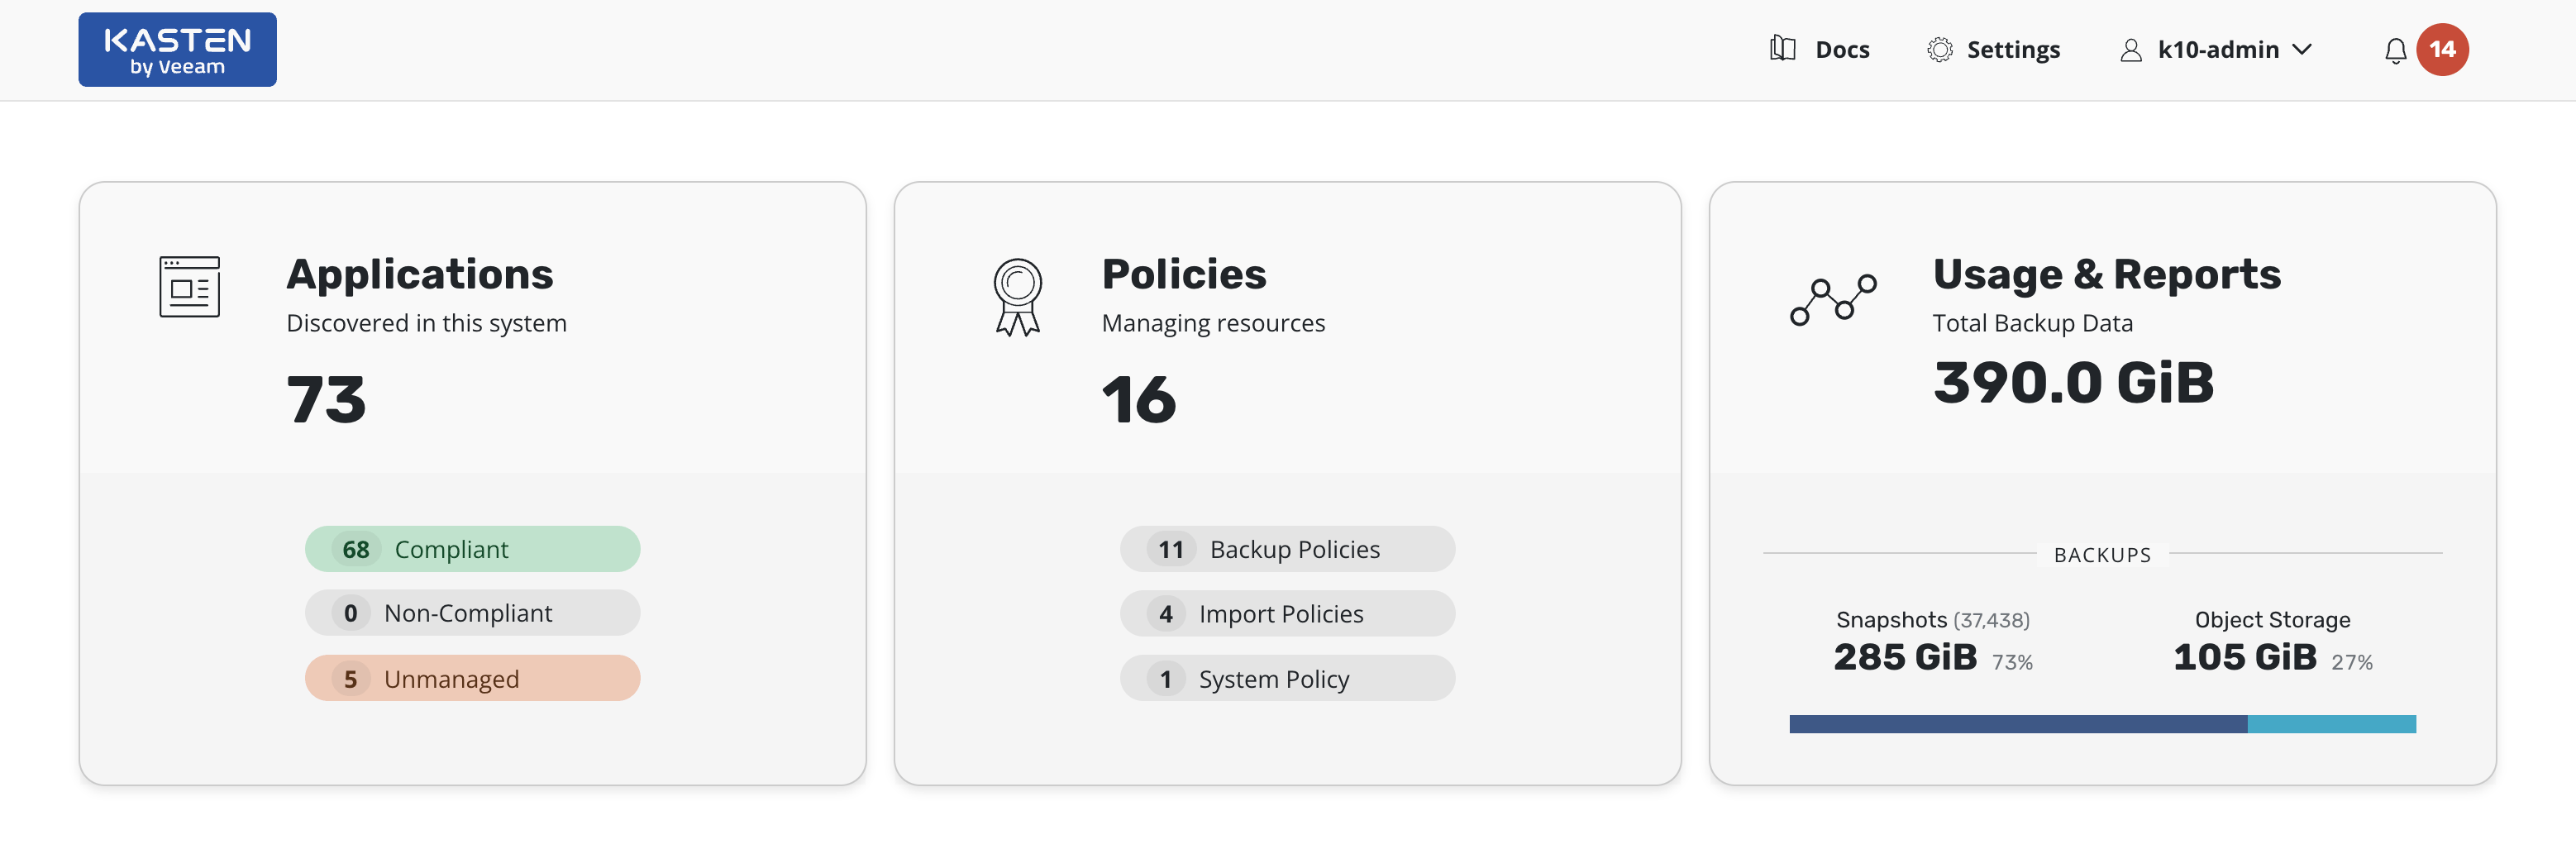 KASTEN
by Veeam
Docs
Settings
k10-admin
14
Applications
Discovered in this system
73
68 Compliant
0 Non-Compliant
5 Unmanaged
Policies
Managing resources
16
11 Backup Policies
4 Import Policies
1 System Policy
Usage & Reports
Total Backup Data
390.0 GiB
BACKUPS
Snapshots (37,438)
285 GiB 73%
Object Storage
105 GiB 27%